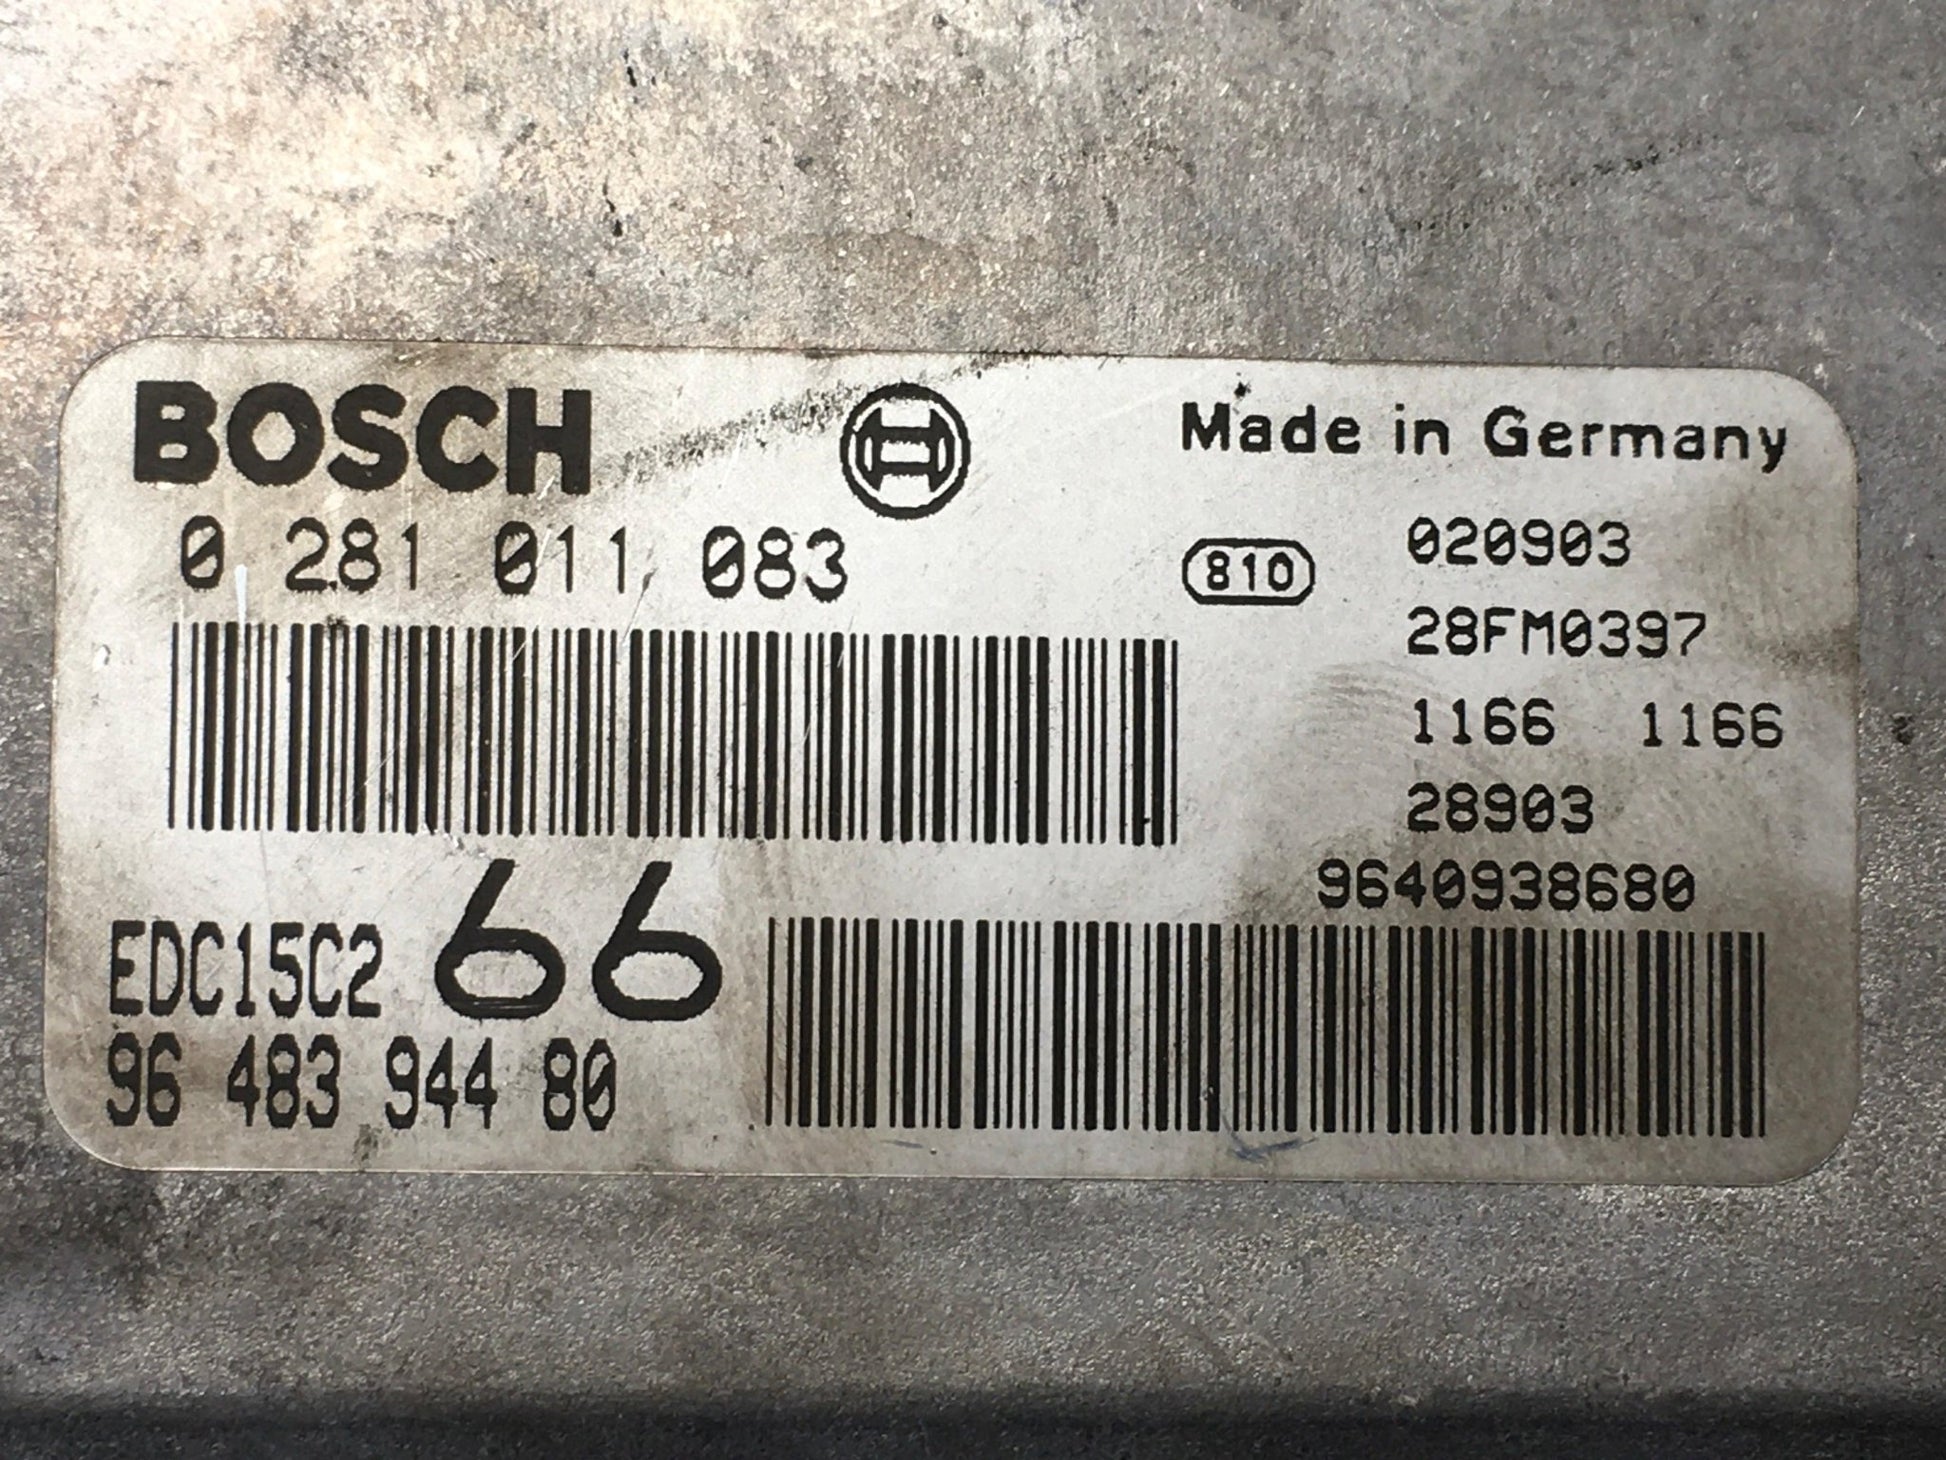 BOSCH
Made in Germany
0 281 011 083
810
020903
28FM0397
1166 1166
28903
9640938680
EDC15C2 66
96 483 944 80